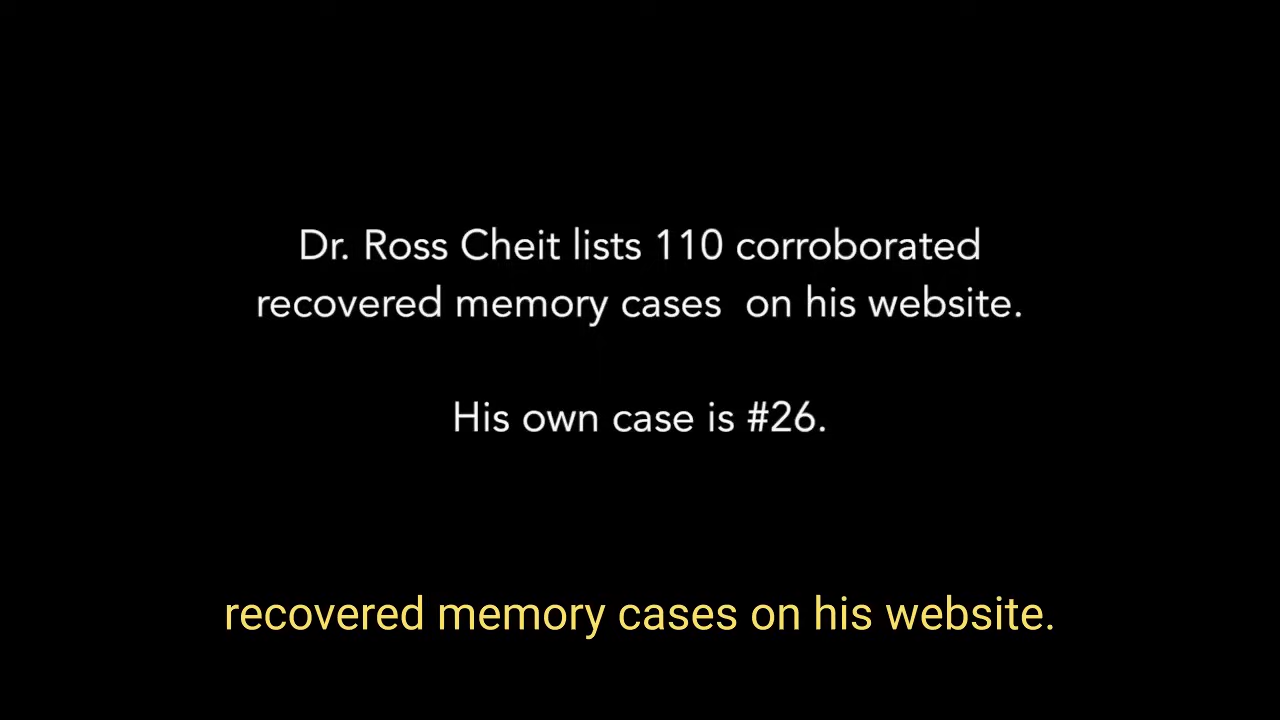 Dr. Ross Cheit lists 110 corroborated
recovered memory cases  on his website.
His own case is #26.
recovered memory cases on his website.